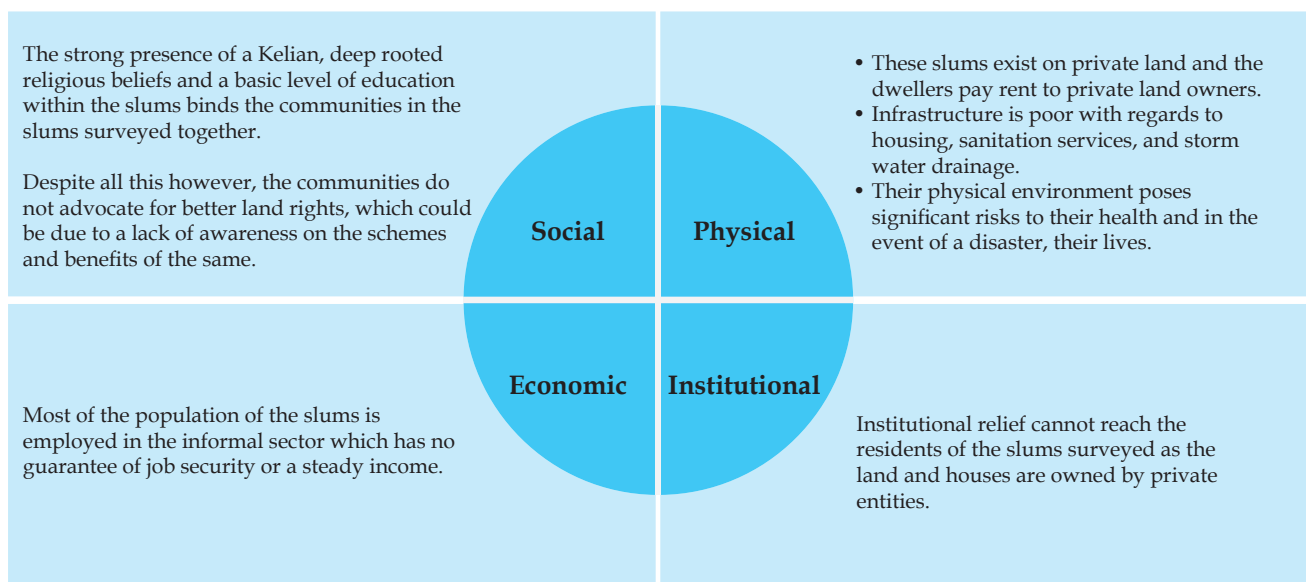 The strong presence of a Kelian, deep rooted
religious beliefs and a basic level of education
within the slums binds the communities in the
slums surveyed together.
Despite all this however, the communities do
not advocate for better land rights, which could
be due to a lack of awareness on the schemes
and benefits of the same.
Social
Physical
• These slums exist on private land and the
dwellers pay rent to private land owners.
• Infrastructure is poor with regards to
housing, sanitation services, and storm
water drainage.
• Their physical environment poses
significant risks to their health and in the
event of a disaster, their lives.
Most of the population of the slums is
employed in the informal sector which has no
guarantee of job security or a steady income.
Economic
Institutional
Institutional relief cannot reach the
residents of the slums surveyed as the
land and houses are owned by private
entities.